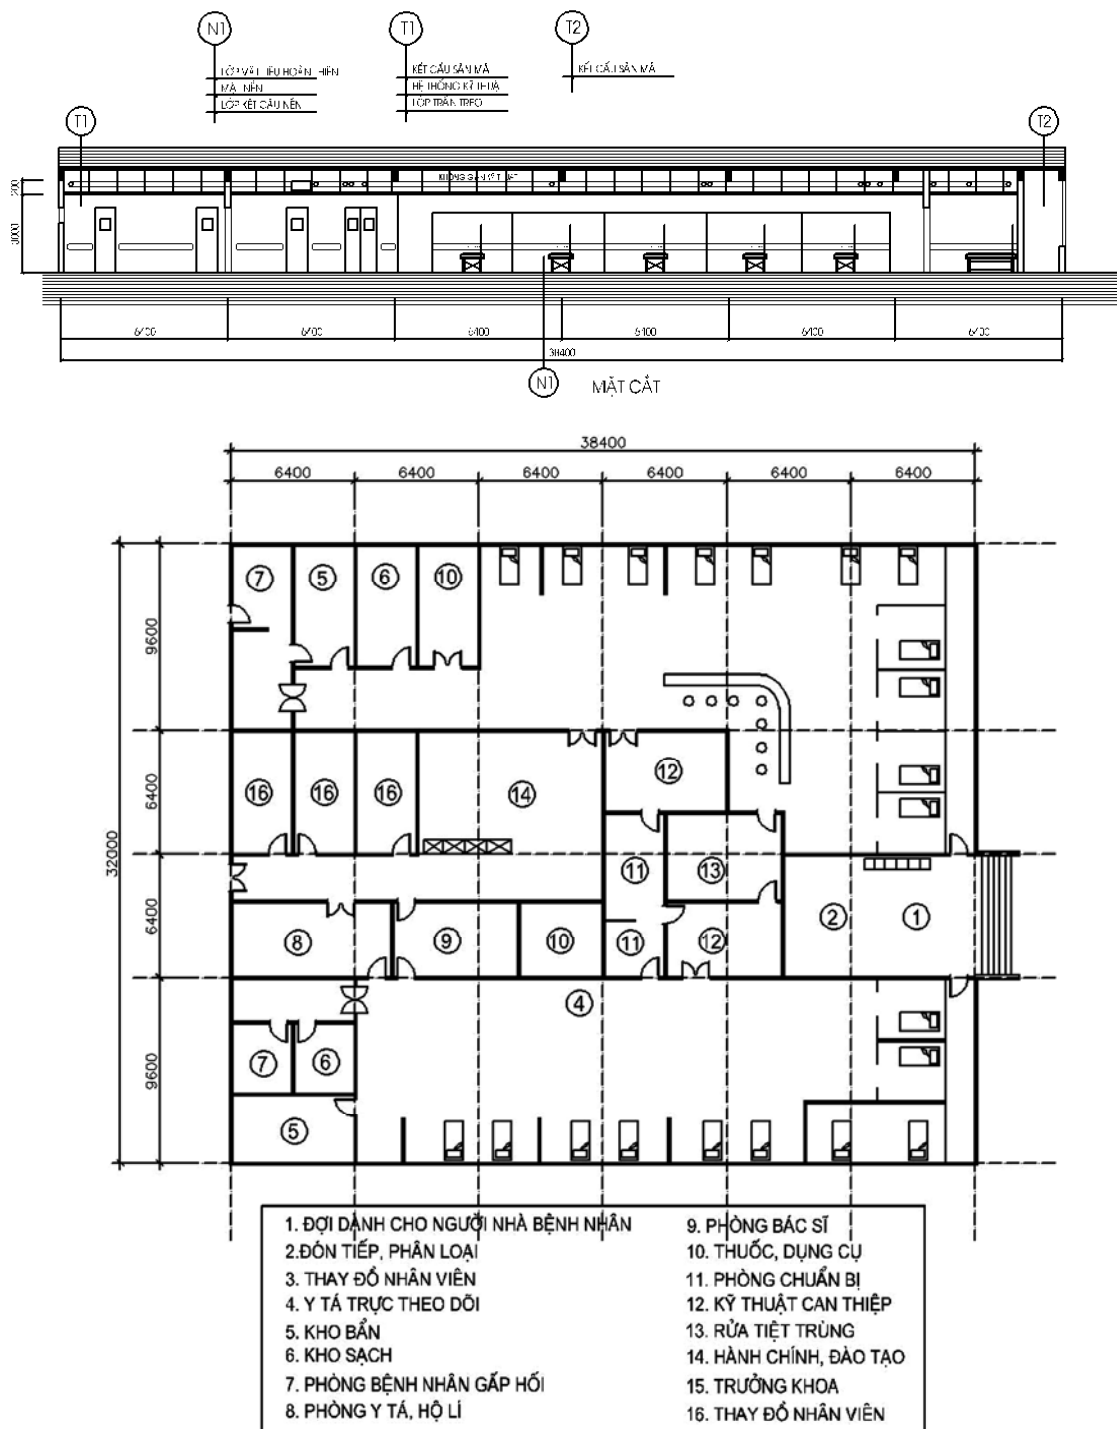 N1
T1
T2
KẾT CẤU SÀN MÁI
KẾT CẤU SÀN MÁI
MẶT NỀN
HỆ THỐNG KỸ THUẬT
LỚP KẾT CẤU NỀN
LỚP TRẦN TREO
T1
T2
KHÔNG GIAN KỸ THUẬT
3000
6400
6400
6400
6400
6400
6400
38400
N1
MẶT CẮT
38400
6400
6400
6400
6400
6400
6400
7
5
6
10
9600
16
16
16
14
12
6400
32000
11
13
2
1
6400
8
9
10
11
12
4
7
6
9600
5
1. ĐỢI DÀNH CHO NGƯỜI NHÀ BỆNH NHÂN
2.ĐÓN TIẾP, PHÂN LOẠI
3. THAY ĐỒ NHÂN VIÊN
4. Y TÁ TRỰC THEO DÕI
5. KHO BẨN
6. KHO SẠCH
7. PHÒNG BỆNH NHÂN GẤP HỐI
8. PHÒNG Y TÁ, HỘ LÍ
9. PHÒNG BÁC SĨ
10. THUỐC, DỤNG CỤ
11. PHÒNG CHUẨN BỊ
12. KỸ THUẬT CAN THIỆP
13. RỬA TIỆT TRÙNG
14. HÀNH CHÍNH, ĐÀO TẠO
15. TRƯỞNG KHOA
16. THAY ĐỒ NHÂN VIÊN